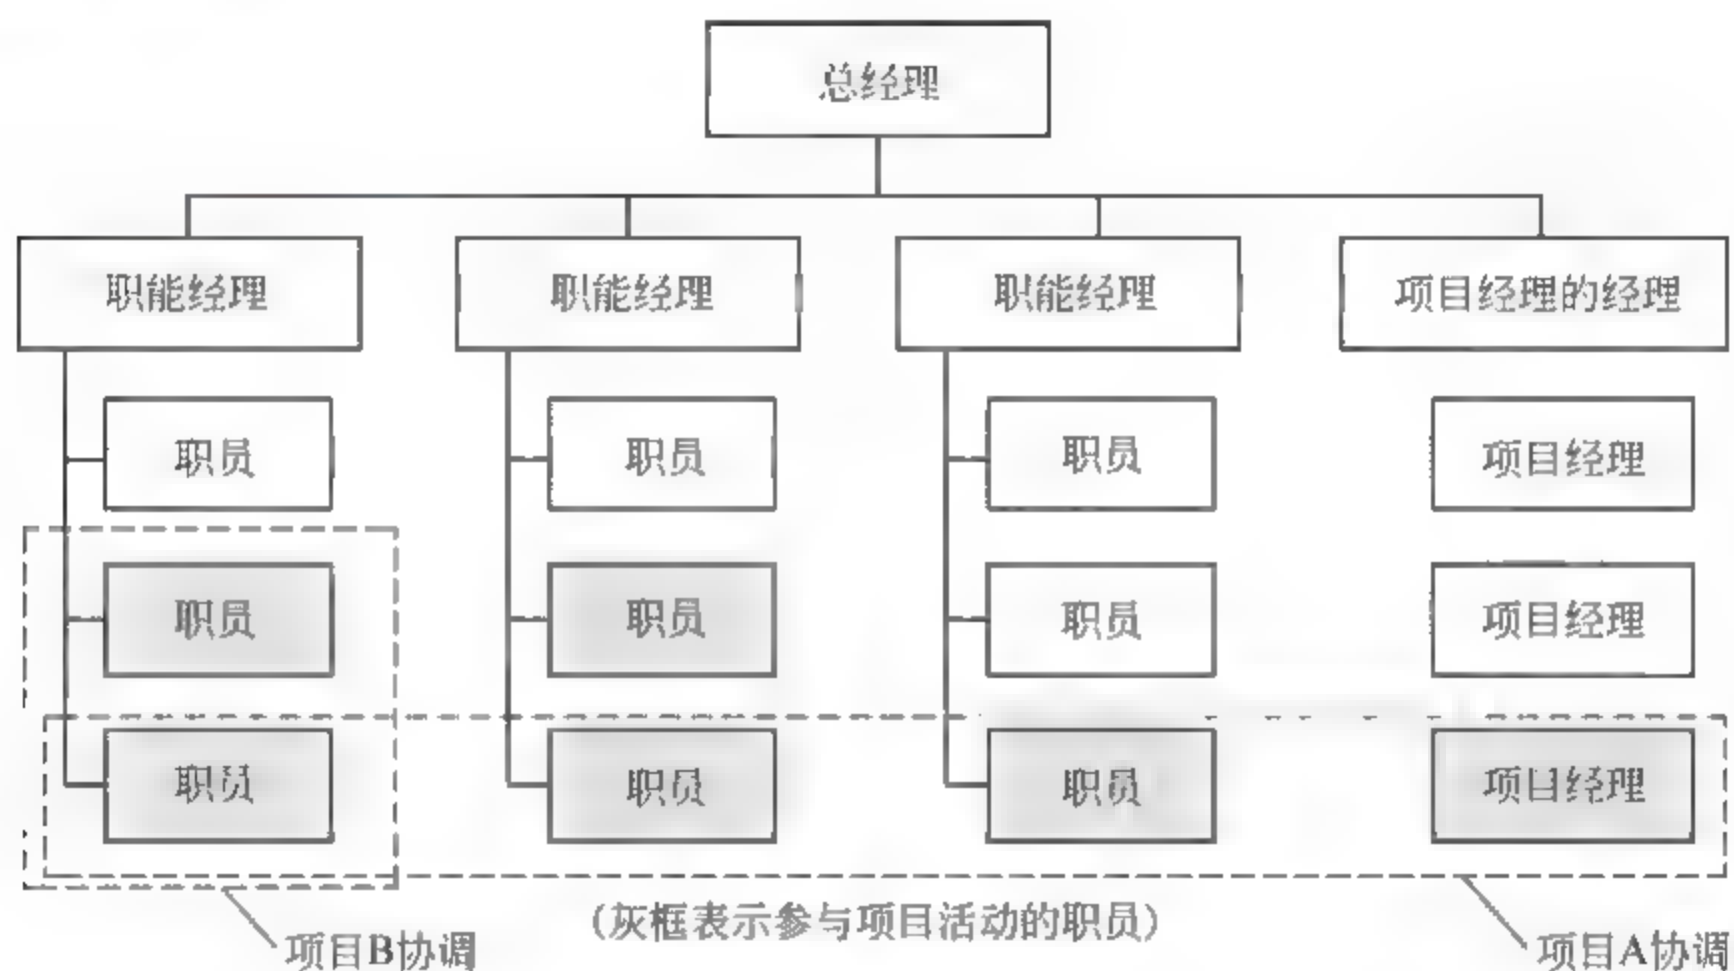 总经理
职能经理
职能经理
职能经理
项目经理的经理
职员
职员
职员
项目经理
职员
职员
职员
项目经理
职员
职员
职员
项目经理
(灰框表示参与项目活动的职员)
项目B协调
项目A协调